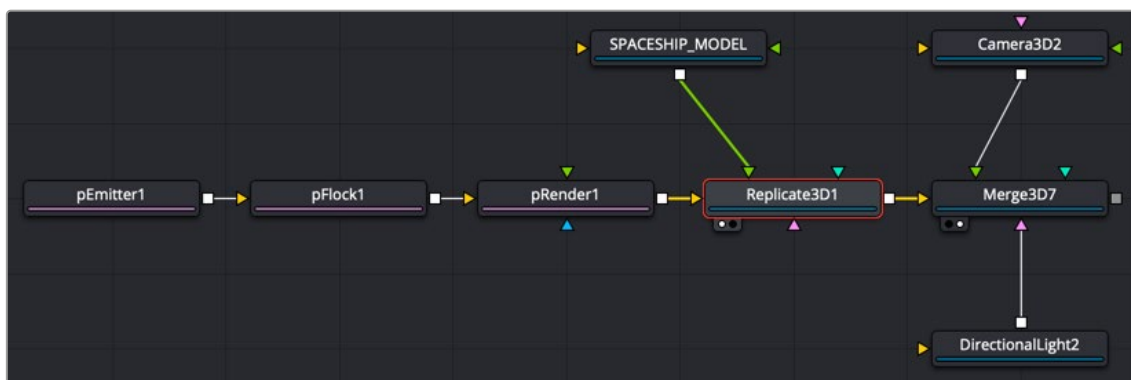 SPACESHIP_MODEL
Camera3D2
pEmitter1
pFlock1
pRender1
Replicate3D1
Merge3D7
DirectionalLight2